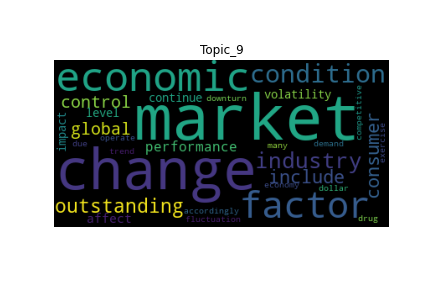 Topic_9
economic condition
control continue downturn volatility
level
global market
impact due operate trend performance many demand competitive exercise
change industry consumer
include
economy dollar
outstanding factor
affect accordingly fluctuation drug